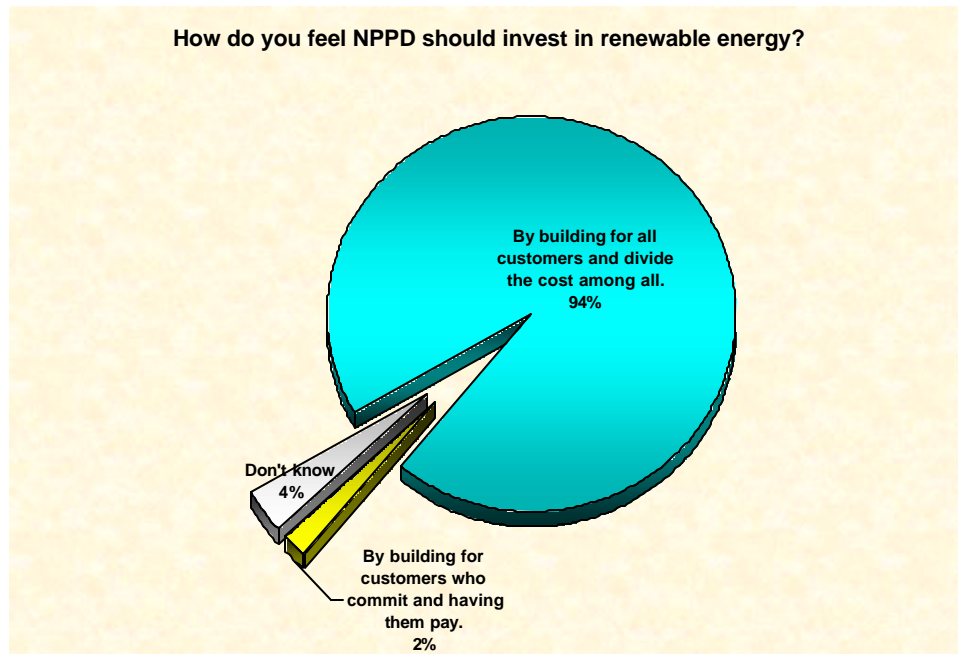 How do you feel NPPD should invest in renewable energy?
By building for all
customers and divide
the cost among all.
94%
Don't know
4%
By building for
customers who
commit and having
them pay.
2%